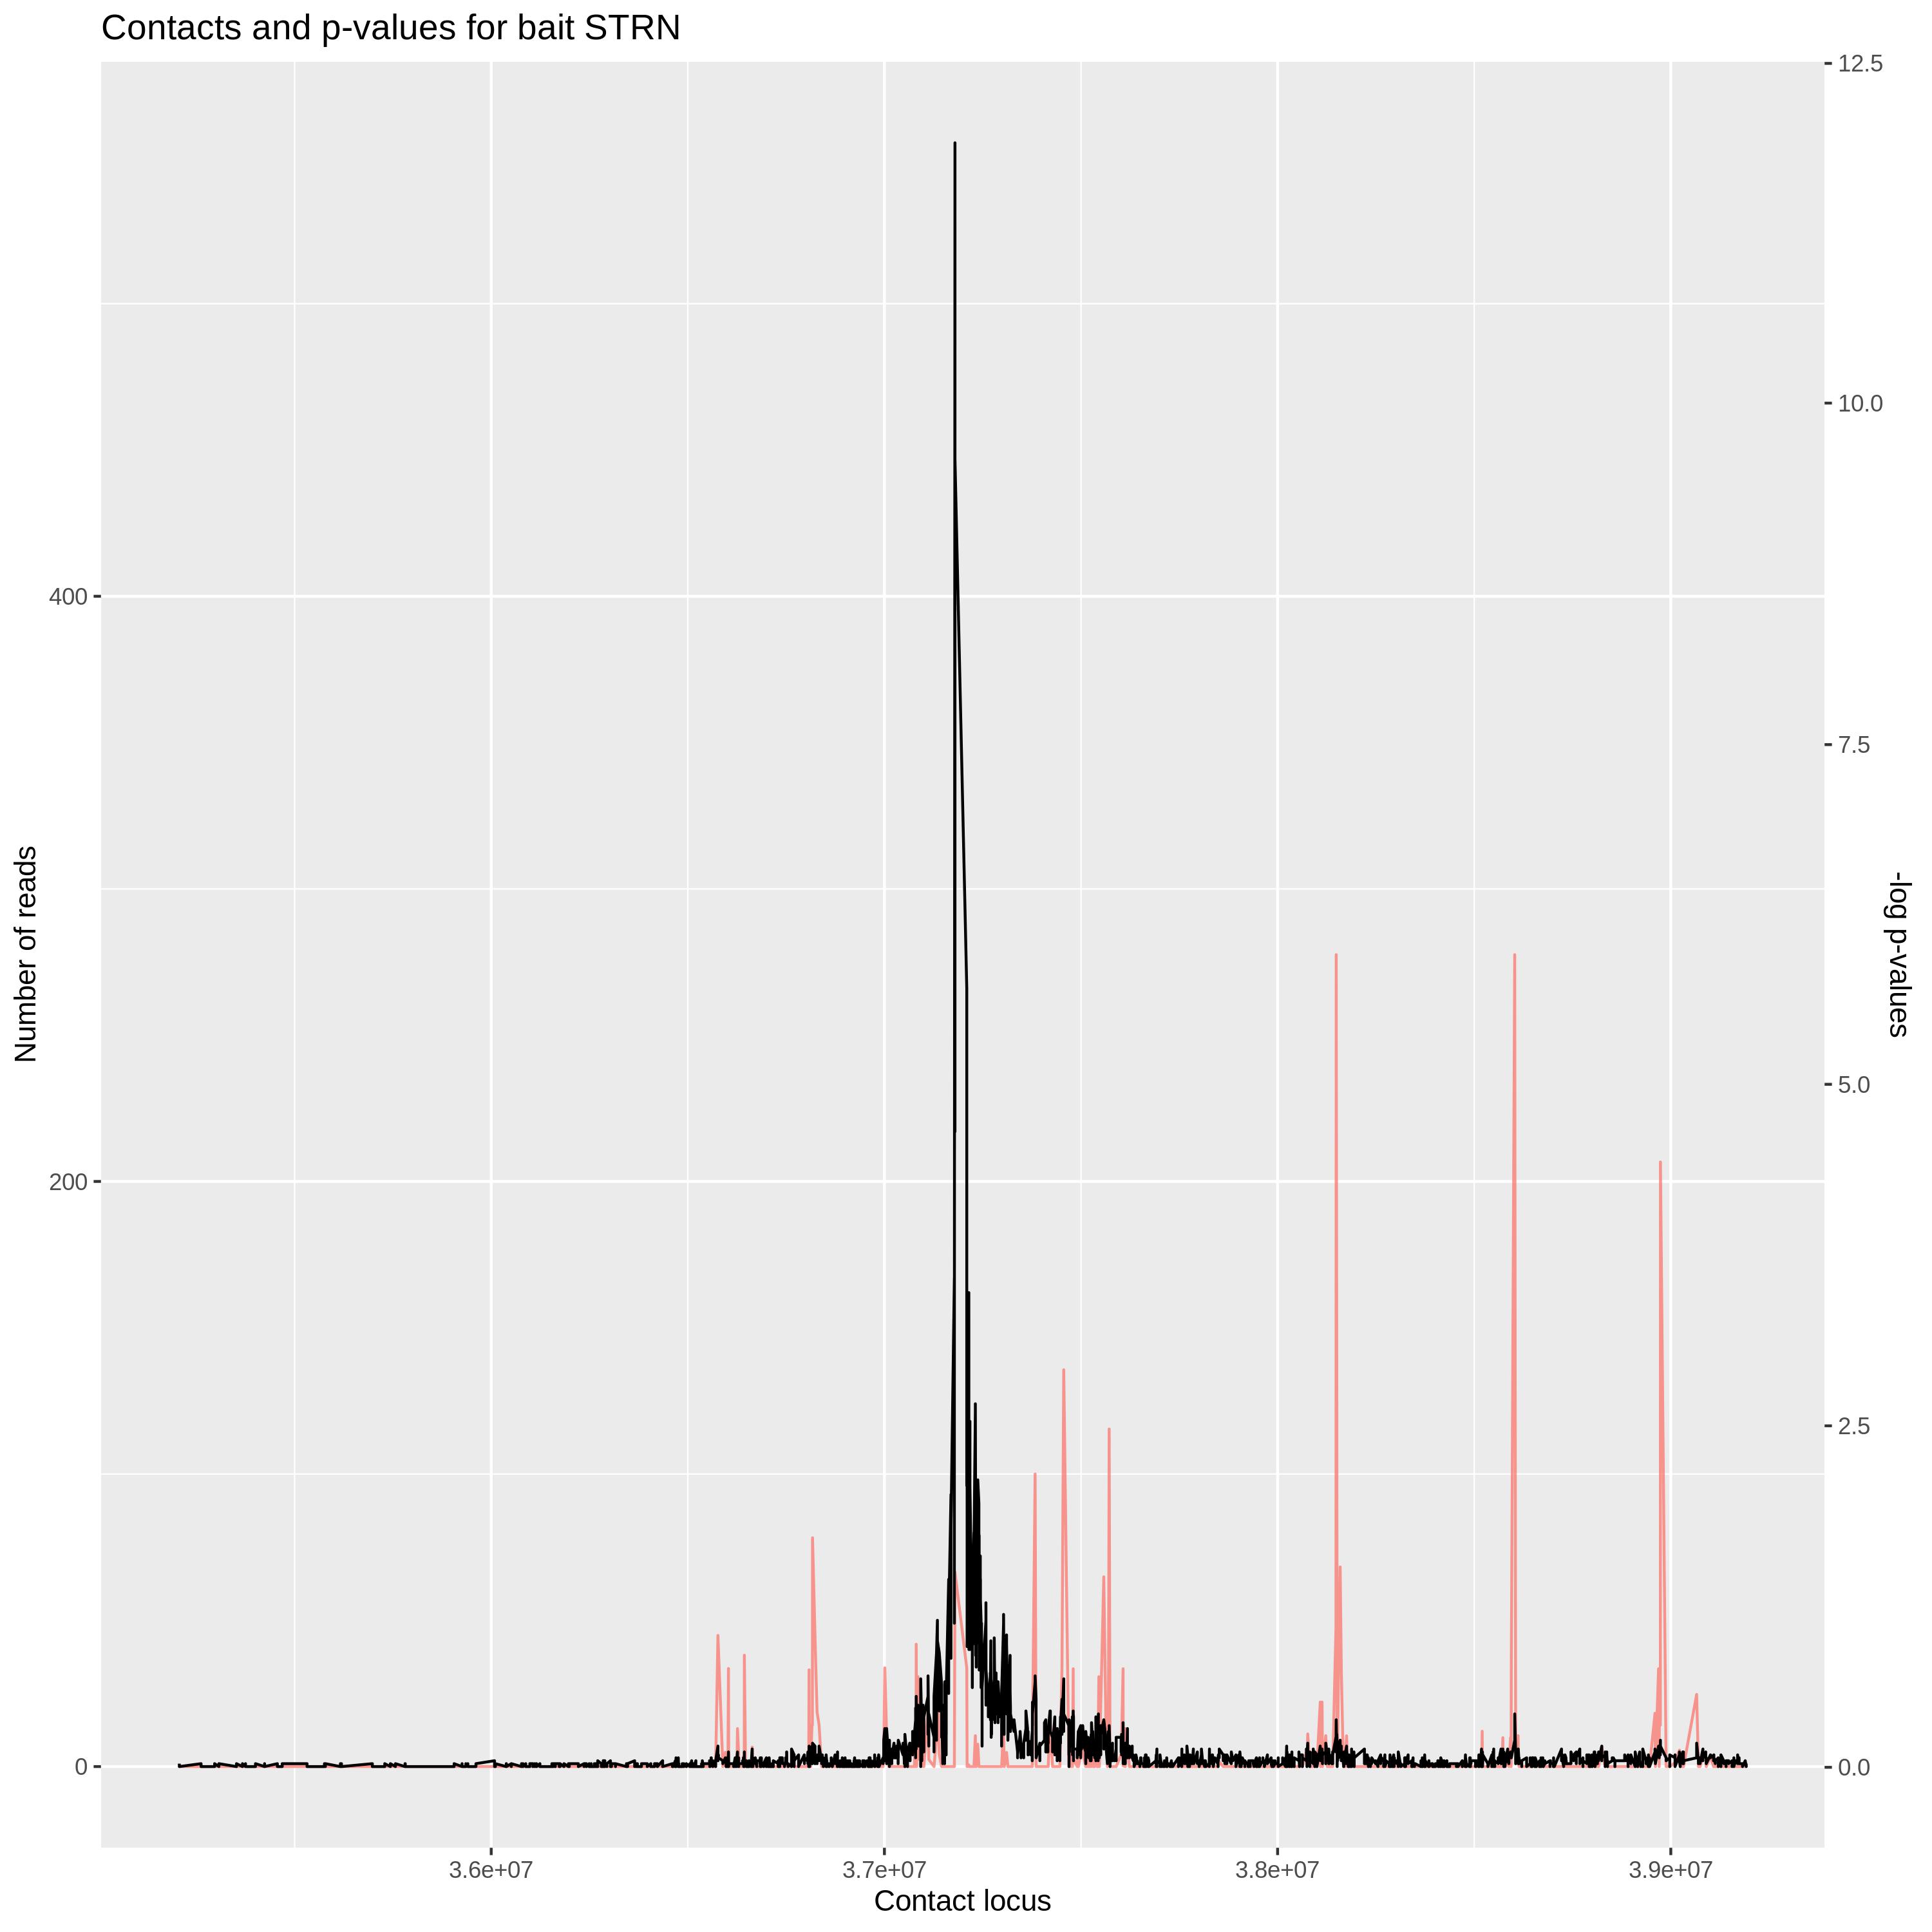 Contacts and p-values for bait STRN
12.5
10.0
400
7.5
Number of reads
-log p-values
5.0
200
2.5
0
0.0
3.6e+07
3.7e+07
3.8e+07
3.9e+07
Contact locus